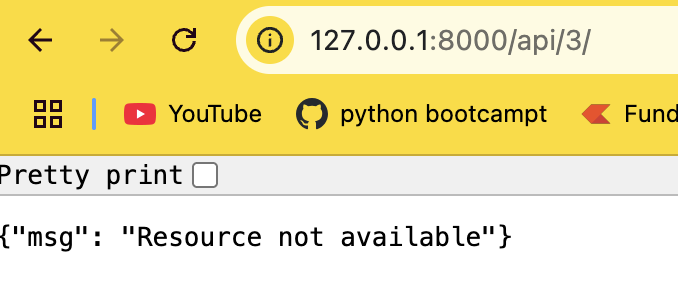 127.0.0.1:8000/api/3/
YouTube python bootcampt Fund
Pretty print
{"msg": "Resource not available"}